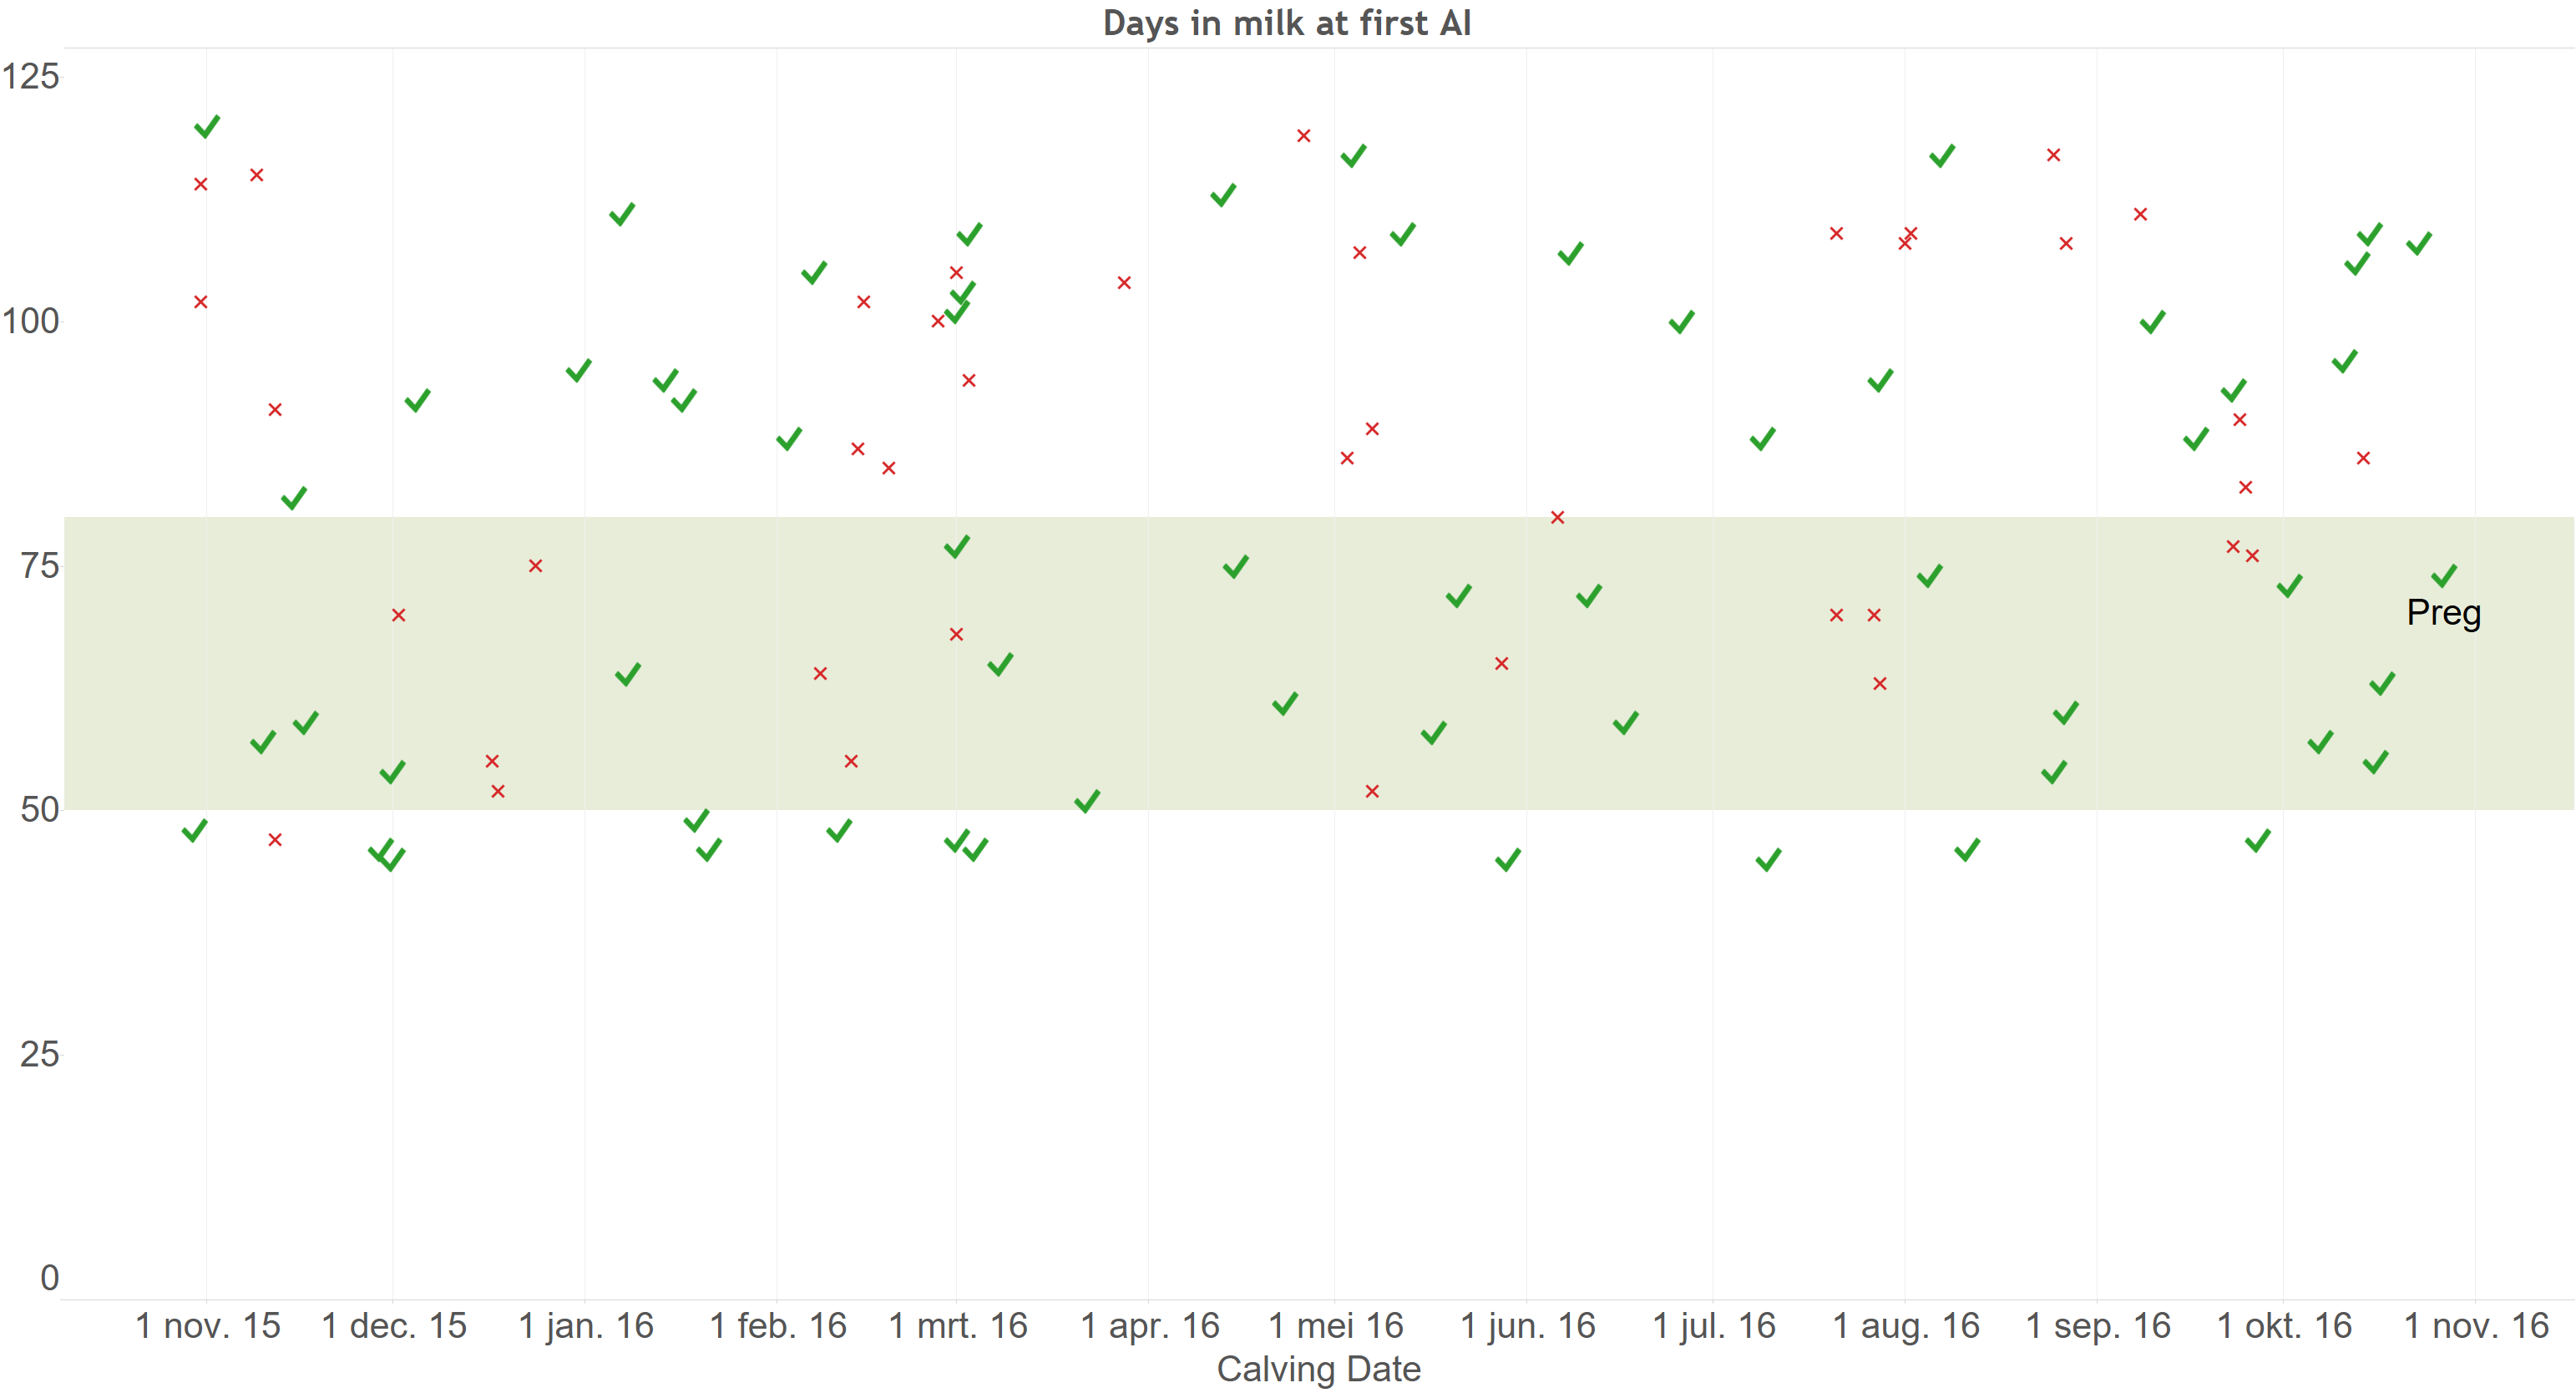 Days in milk at first AI
125
100
75
Preg
50
25
0
1 nov. 15 1 dec. 15 1 jan. 16 1 feb. 16 1 mrt. 16 1 apr. 16 1 mei 16 1 jun. 16 1 jul. 16 1 aug. 16 1 sep. 16 1 okt. 16 1 nov. 16
Calving Date